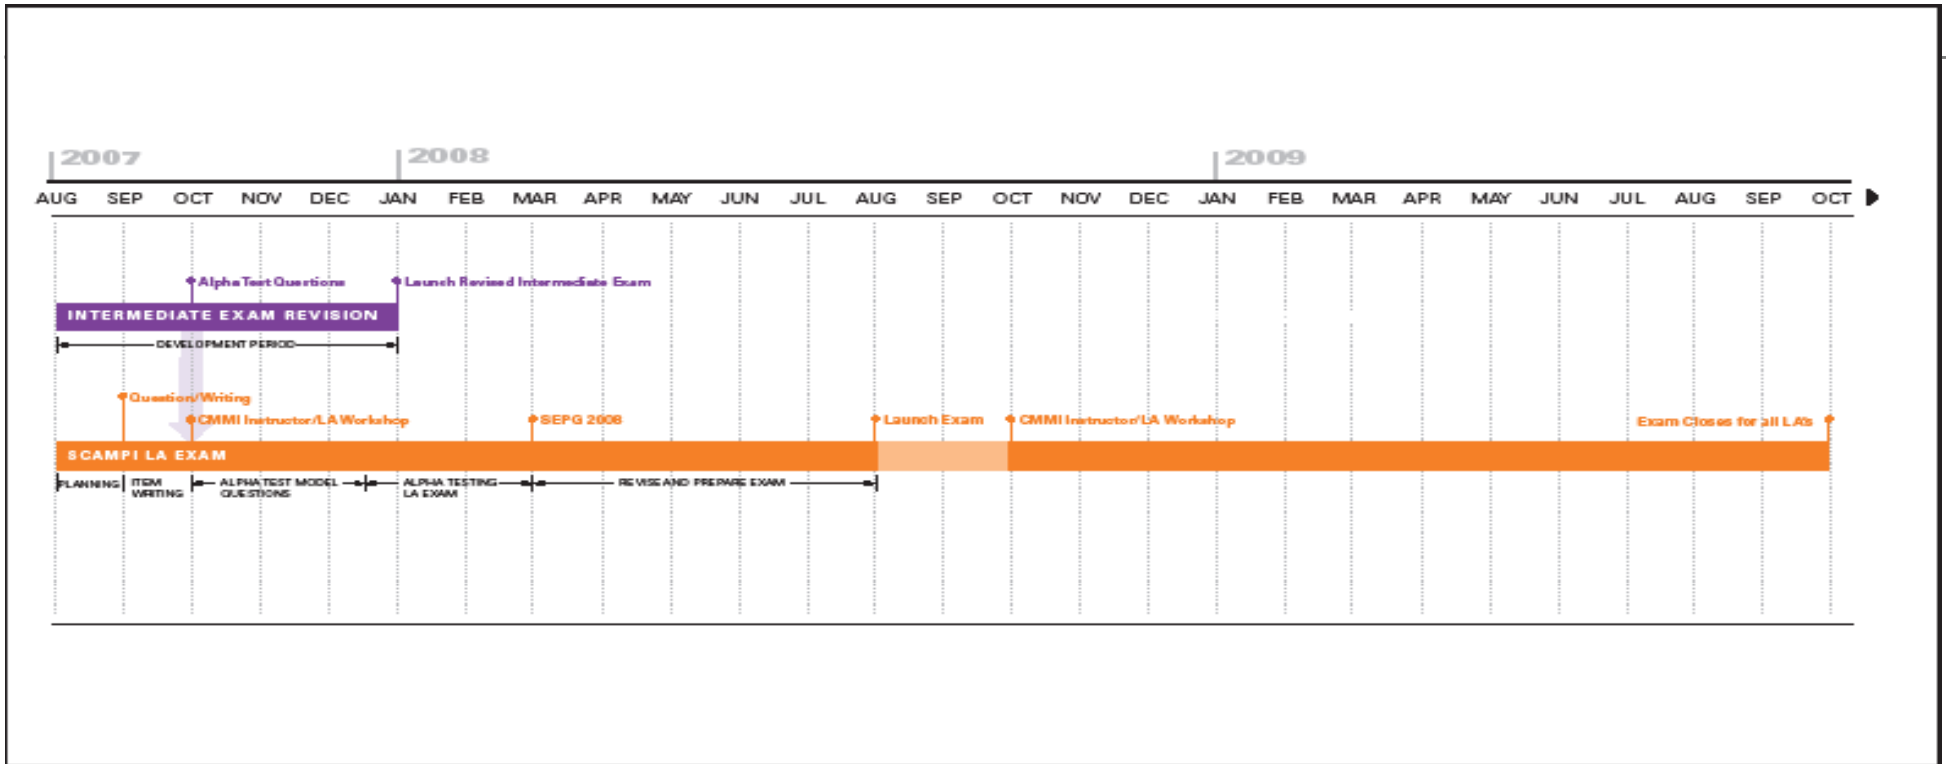 2007 2008 2009
AUG SEP OCT NOV DEC JAN FEB MAR APR MAY JUN JUL AUG SEP OCT NOV DEC JAN FEB MAR APR MAY JUN JUL AUG SEP OCT
Alpha Test Questions Launch Revised Intermediate Exam
INTERMEDIATE EXAM REVISION
DEVELOPMENT PERIOD
Question/Writing
CMMI Instructor/LA Workshop SEPG 2008 Launch Exam CMMI Instructor/LA Workshop Exam Closes for all LA's
SCAMPI LA EXAM
PLANNING ITEM ALPHA TEST MODEL ALPHA TESTING REVISE AND PREPARE EXAM
WRITING QUESTIONS LA EXAM